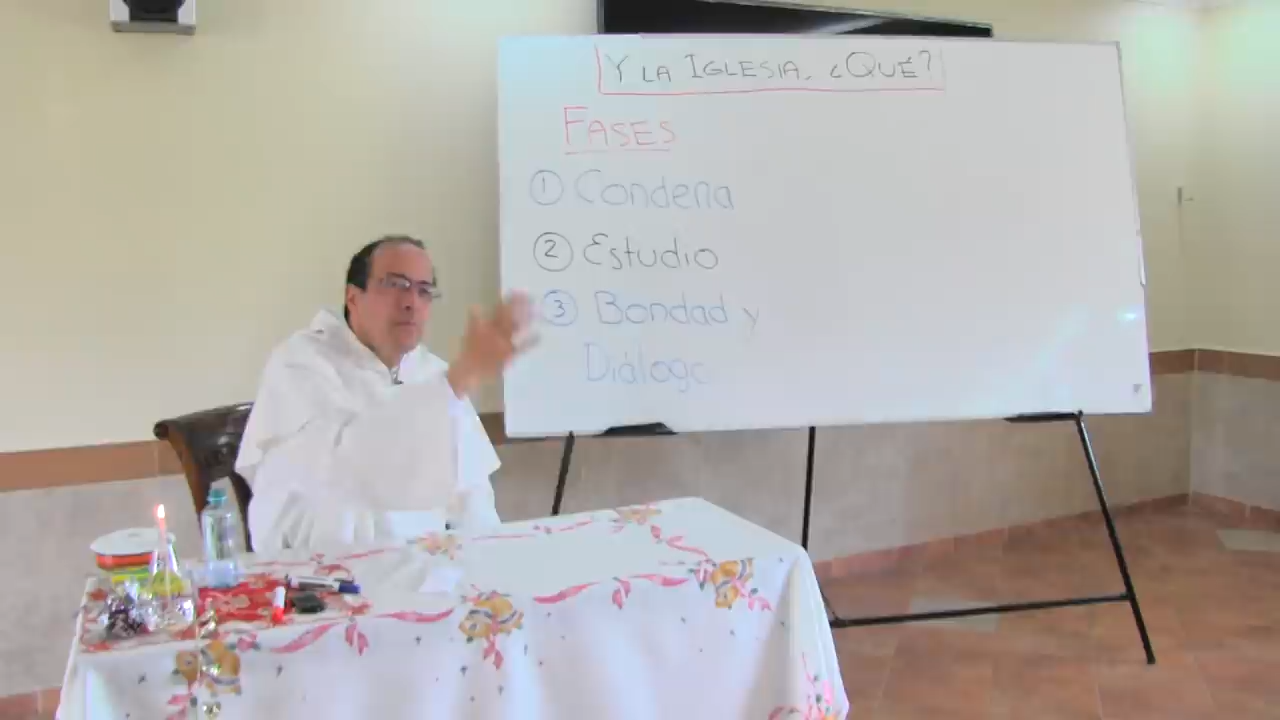 Y LA IGLESIA, ¿QUÉ?
FASES
① Condena
② Estudio
③ Bondad y
Diálogo